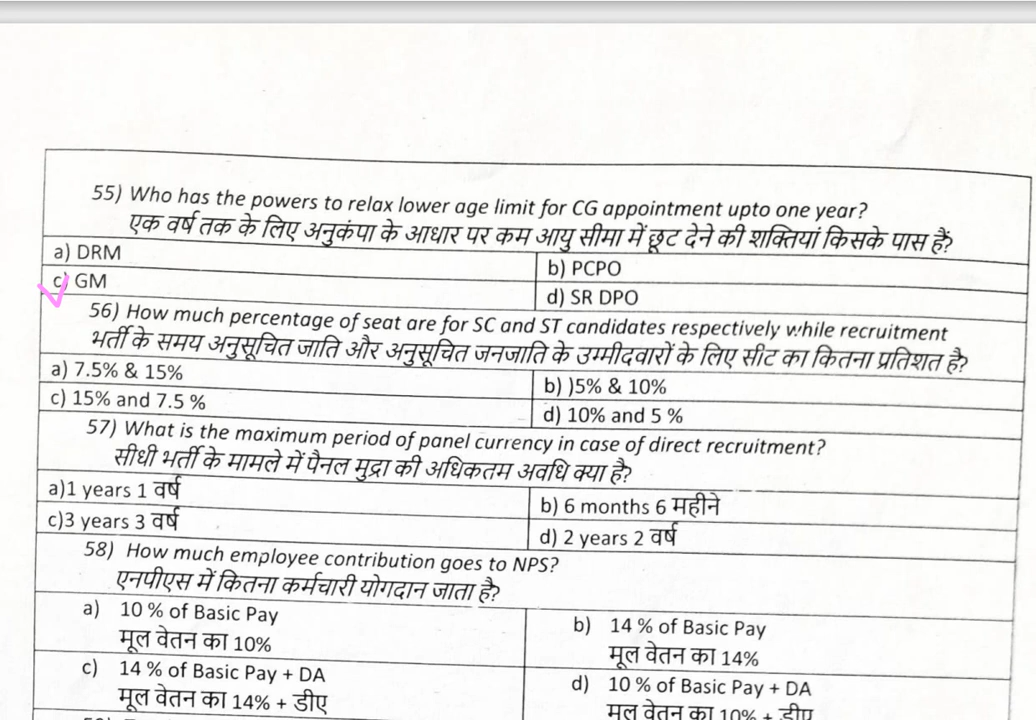 55) Who has the powers to relax lower age limit for CG appointment upto one year?
एक वर्ष तक के लिए अनुकंपा के आधार पर कम आयु सीमा में छूट देने की शक्तियां किसके पास हैं?
a) DRM
b) PCPO
c) GM
d) SR DPO
56) How much percentage of seat are for SC and ST candidates respectively while recruitment
भर्ती के समय अनुसूचित जाति और अनुसूचित जनजाति के उम्मीदवारों के लिए सीट का कितना प्रतिशत है?
a) 7.5% & 15%
b) )5% & 10%
c) 15% and 7.5 %
d) 10% and 5 %
57) What is the maximum period of panel currency in case of direct recruitment?
सीधी भर्ती के मामले में पैनल मुद्रा की अधिकतम अवधि क्या है?
a)1 years 1 वर्ष
b) 6 months 6 महीने
c)3 years 3 वर्ष
d) 2 years 2 वर्ष
58) How much employee contribution goes to NPS?
एनपीएस में कितना कर्मचारी योगदान जाता है?
a) 10 % of Basic Pay
मूल वेतन का 10%
b) 14 % of Basic Pay
मूल वेतन का 14%
c) 14 % of Basic Pay + DA
मूल वेतन का 14% + डीए
d) 10 % of Basic Pay + DA
मूल वेतन का 10% + डीए